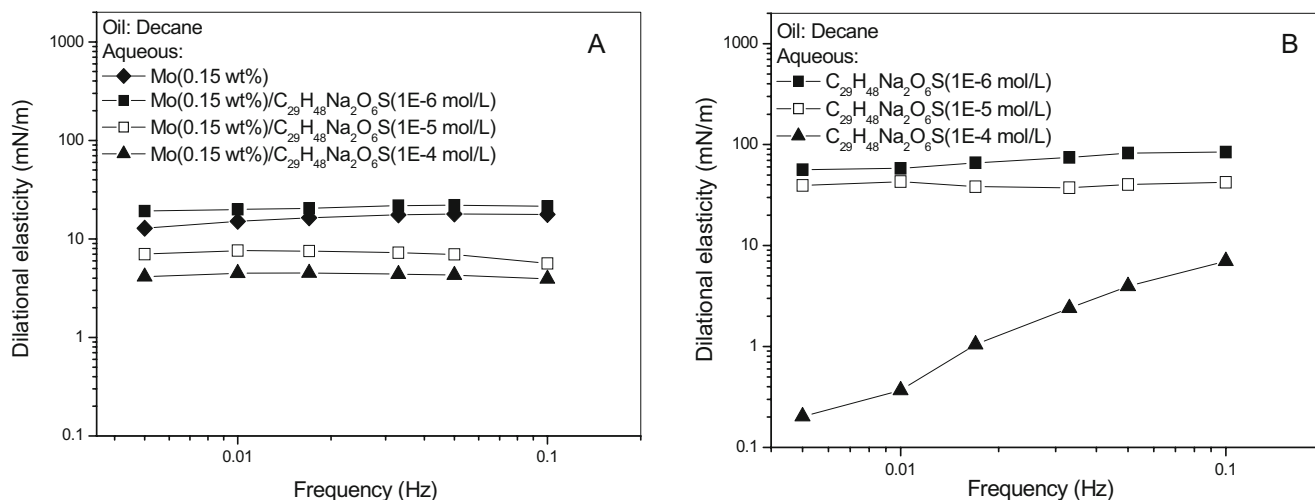 Oil: Decane
Aqueous:
Mo(0.15 wt%)
Mo(0.15 wt%)/C₂₉H₄₈Na₂O₆S(1E-6 mol/L)
Mo(0.15 wt%)/C₂₉H₄₈Na₂O₆S(1E-5 mol/L)
Mo(0.15 wt%)/C₂₉H₄₈Na₂O₆S(1E-4 mol/L)
A
1000
100
10
1
0.1
Dilational elasticity (mN/m)
0.01
0.1
Frequency (Hz)
Oil: Decane
Aqueous:
C₂₉H₄₈Na₂O₆S(1E-6 mol/L)
C₂₉H₄₈Na₂O₆S(1E-5 mol/L)
C₂₉H₄₈Na₂O₆S(1E-4 mol/L)
B
1000
100
10
1
0.1
Dilational elasticity (mN/m)
0.01
0.1
Frequency (Hz)